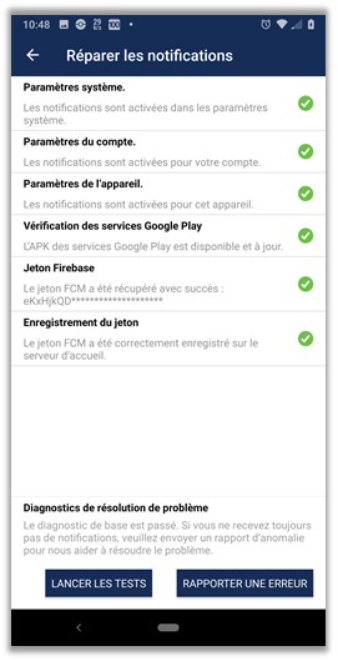 10:48
Réparer les notifications
Paramètres système.
Les notifications sont activées dans les paramètres
système.
Paramètres du compte.
Les notifications sont activées pour votre compte.
Paramètres de l'appareil.
Les notifications sont activées pour cet appareil.
Vérification des services Google Play
L'APK des services Google Play est disponible et à jour.
Jeton Firebase
Le jeton FCM a été récupéré avec succès :
eKxHjkQD********************
Enregistrement du jeton
Le jeton FCM a été correctement enregistré sur le
serveur d'accueil.
Diagnostics de résolution de problème
Le diagnostic de base est passé. Si vous ne recevez toujours
pas de notifications, veuillez envoyer un rapport d'anomalie
pour nous aider à résoudre le problème.
LANCER LES TESTS
RAPPORTER UNE ERREUR